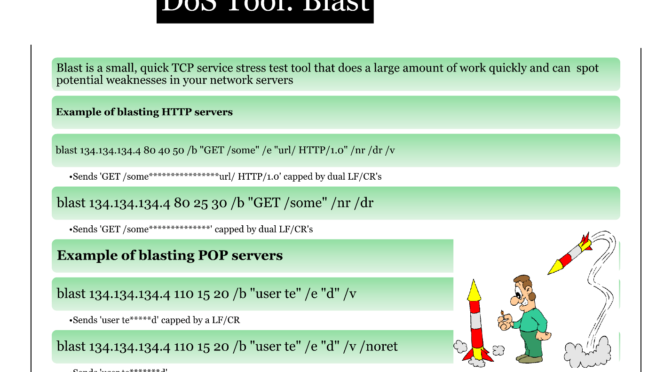 DoS Tool: Blast
Blast is a small, quick TCP service stress test tool that does a large amount of work quickly and can spot
potential weaknesses in your network servers
Example of blasting HTTP servers
blast 134.134.134.4 80 40 50 /b "GET /some" /e "url/ HTTP/1.0" /nr /dr /v
•Sends 'GET /some****************url/ HTTP/1.0' capped by dual LF/CR's
blast 134.134.134.4 80 25 30 /b "GET /some" /nr /dr
•Sends 'GET /some**************' capped by dual LF/CR's
Example of blasting POP servers
blast 134.134.134.4 110 15 20 /b "user te" /e "d" /v
•Sends 'user te*****d' capped by a LF/CR
blast 134.134.134.4 110 15 20 /b "user te" /e "d" /v /noret
•Sends 'user te*******d'